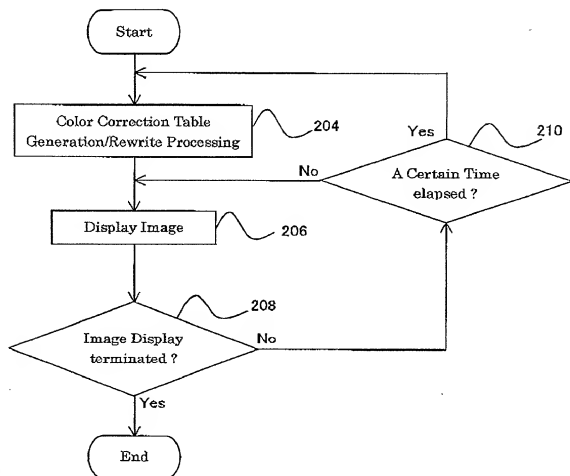 Start
Color Correction Table
Generation/Rewrite Processing
204
Yes
210
No
A Certain Time
elapsed ?
Display Image
206
208
Image Display
terminated ?
No
Yes
End